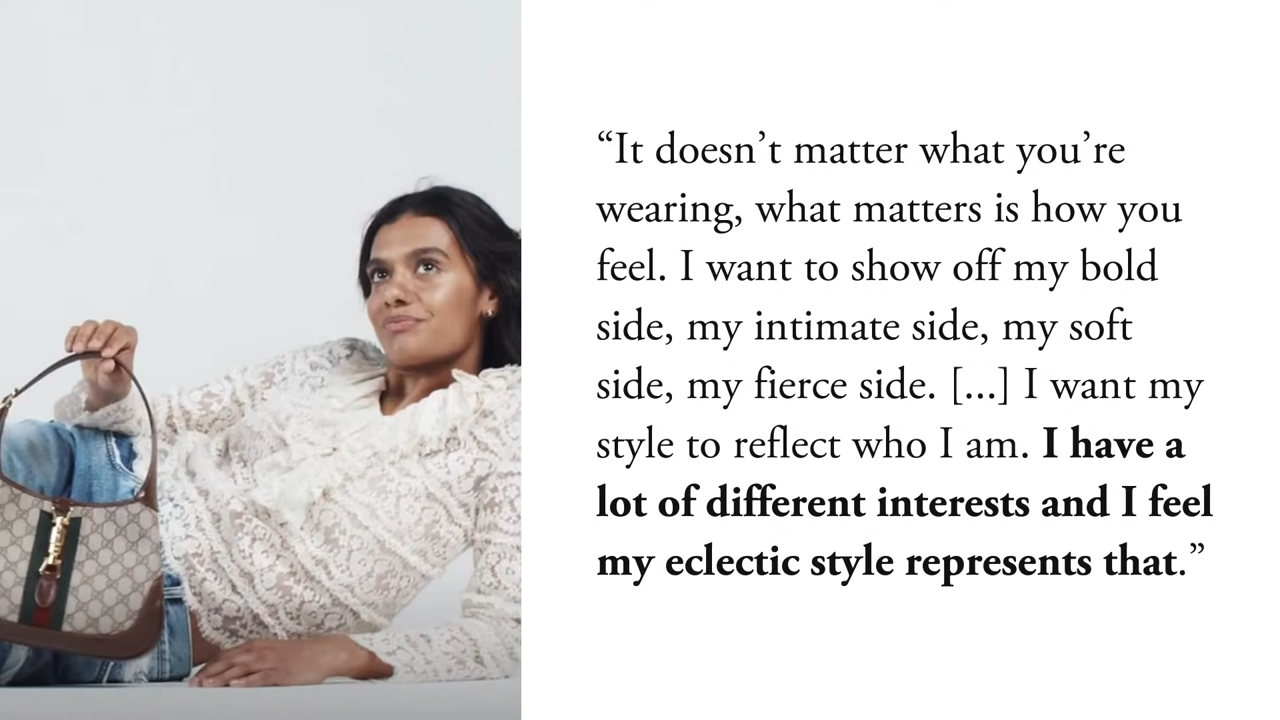 “It doesn’t matter what you’re
wearing, what matters is how you
feel. I want to show off my bold
side, my intimate side, my soft
side, my fierce side. [...] I want my
style to reflect who I am. I have a
lot of different interests and I feel
my eclectic style represents that.”